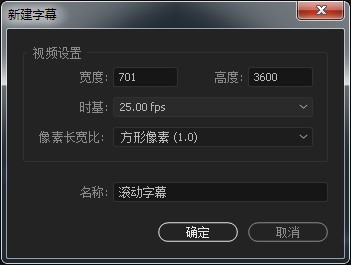 新建字幕
视频设置
宽度: 701 高度: 3600
时基: 25.00 fps
像素长宽比: 方形像素 (1.0)
名称: 滚动字幕
确定 取消